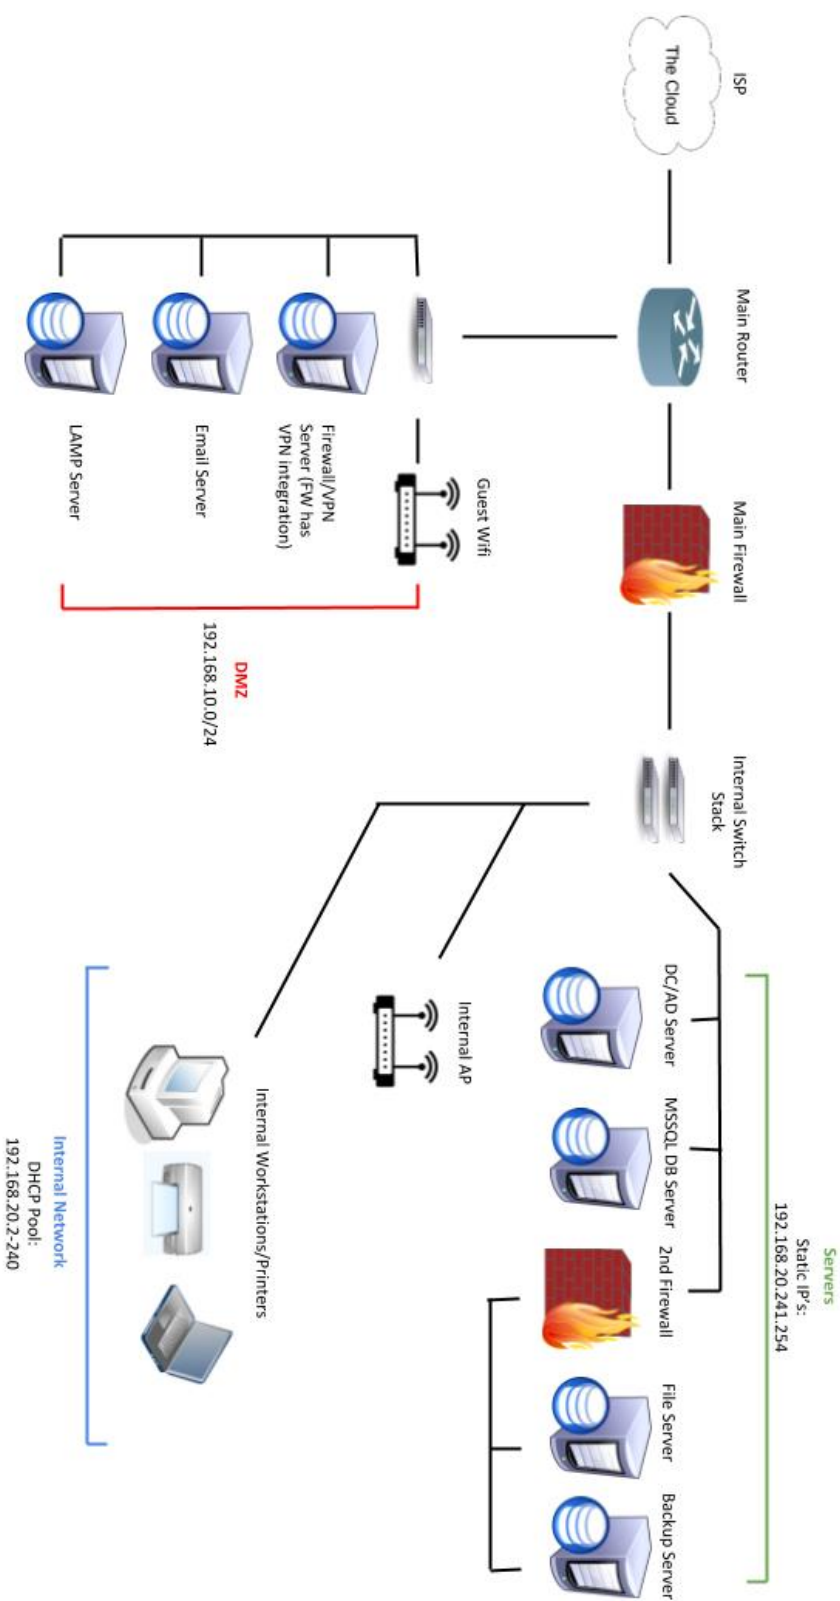 ISP
The Cloud
Main Router
Main Firewall
Internal Switch
Stack
Servers
Static IP's:
192.168.20.241.254
DC/AD Server
MSSQL DB Server
2nd Firewall
File Server
Backup Server
Guest Wifi
Firewall/VPN
Server (FW has
VPN integration)
Email Server
LAMP Server
DMZ
192.168.10.0/24
Internal AP
Internal Workstations/Printers
Internal Network
DHCP Pool:
192.168.20.2-240